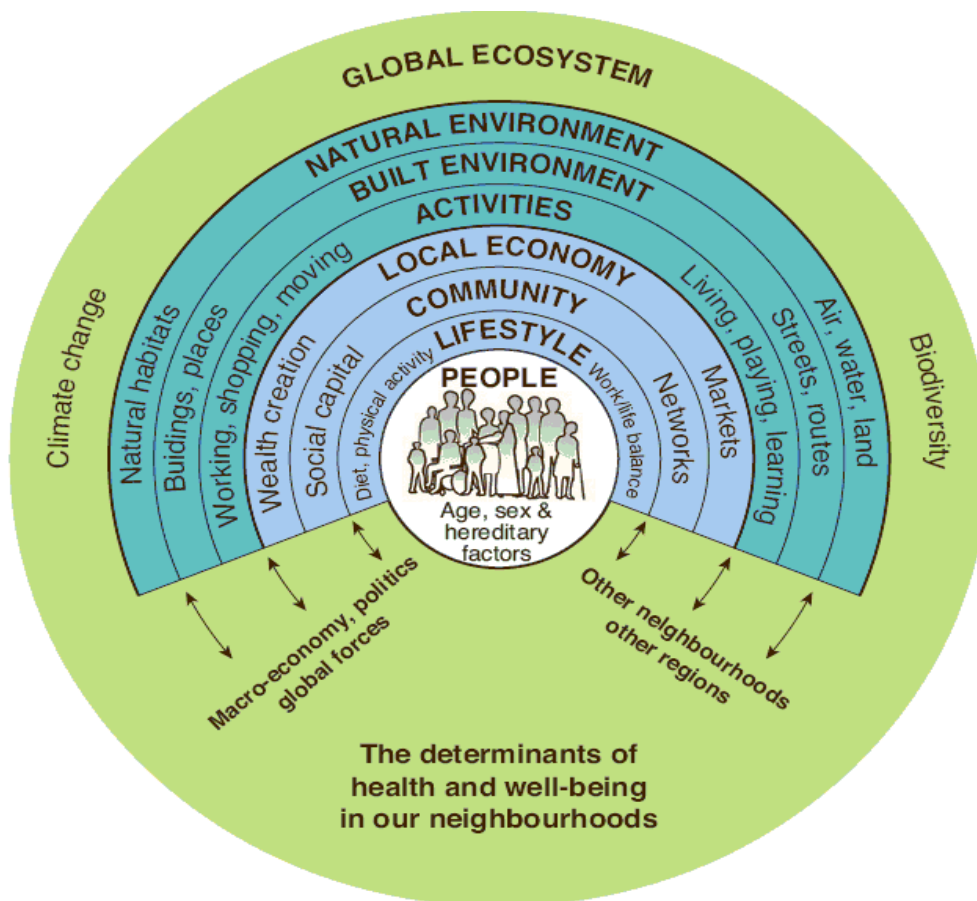 GLOBAL ECOSYSTEM
NATURAL ENVIRONMENT
BUILT ENVIRONMENT
ACTIVITIES
LOCAL ECONOMY
COMMUNITY
LIFESTYLE
PEOPLE
Age, sex &
hereditary
factors
Climate change
Natural habitats
Buidings, places
Working, shopping, moving
Wealth creation
Social capital
Diet, physical activity
Work/life balance
Networks
Markets
Living, playing, learning
Streets, routes
Air, water, land
Biodiversity
Macro-economy, politics
global forces
Other nelghbourhoods
other regions
The determinants of
health and well-being
in our neighbourhoods